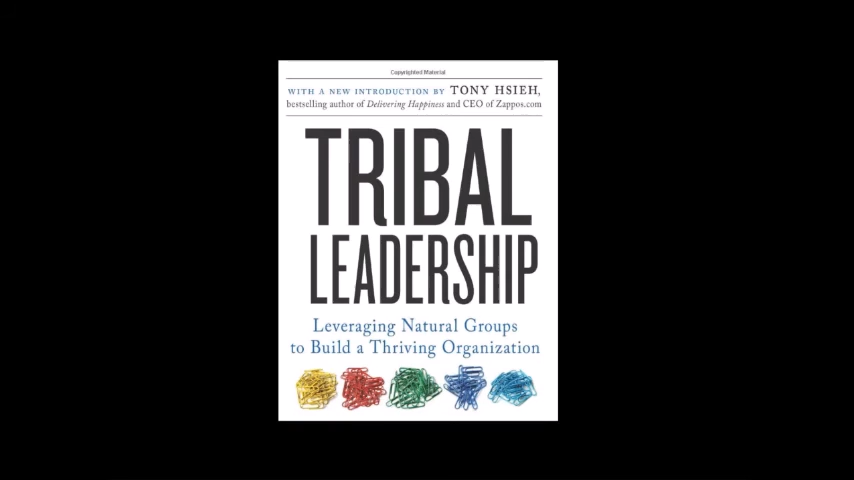 Copyrighted Material
WITH A NEW INTRODUCTION BY TONY HSIEH,
bestselling author of Delivering Happiness and CEO of Zappos.com
TRIBAL
LEADERSHIP
Leveraging Natural Groups
to Build a Thriving Organization